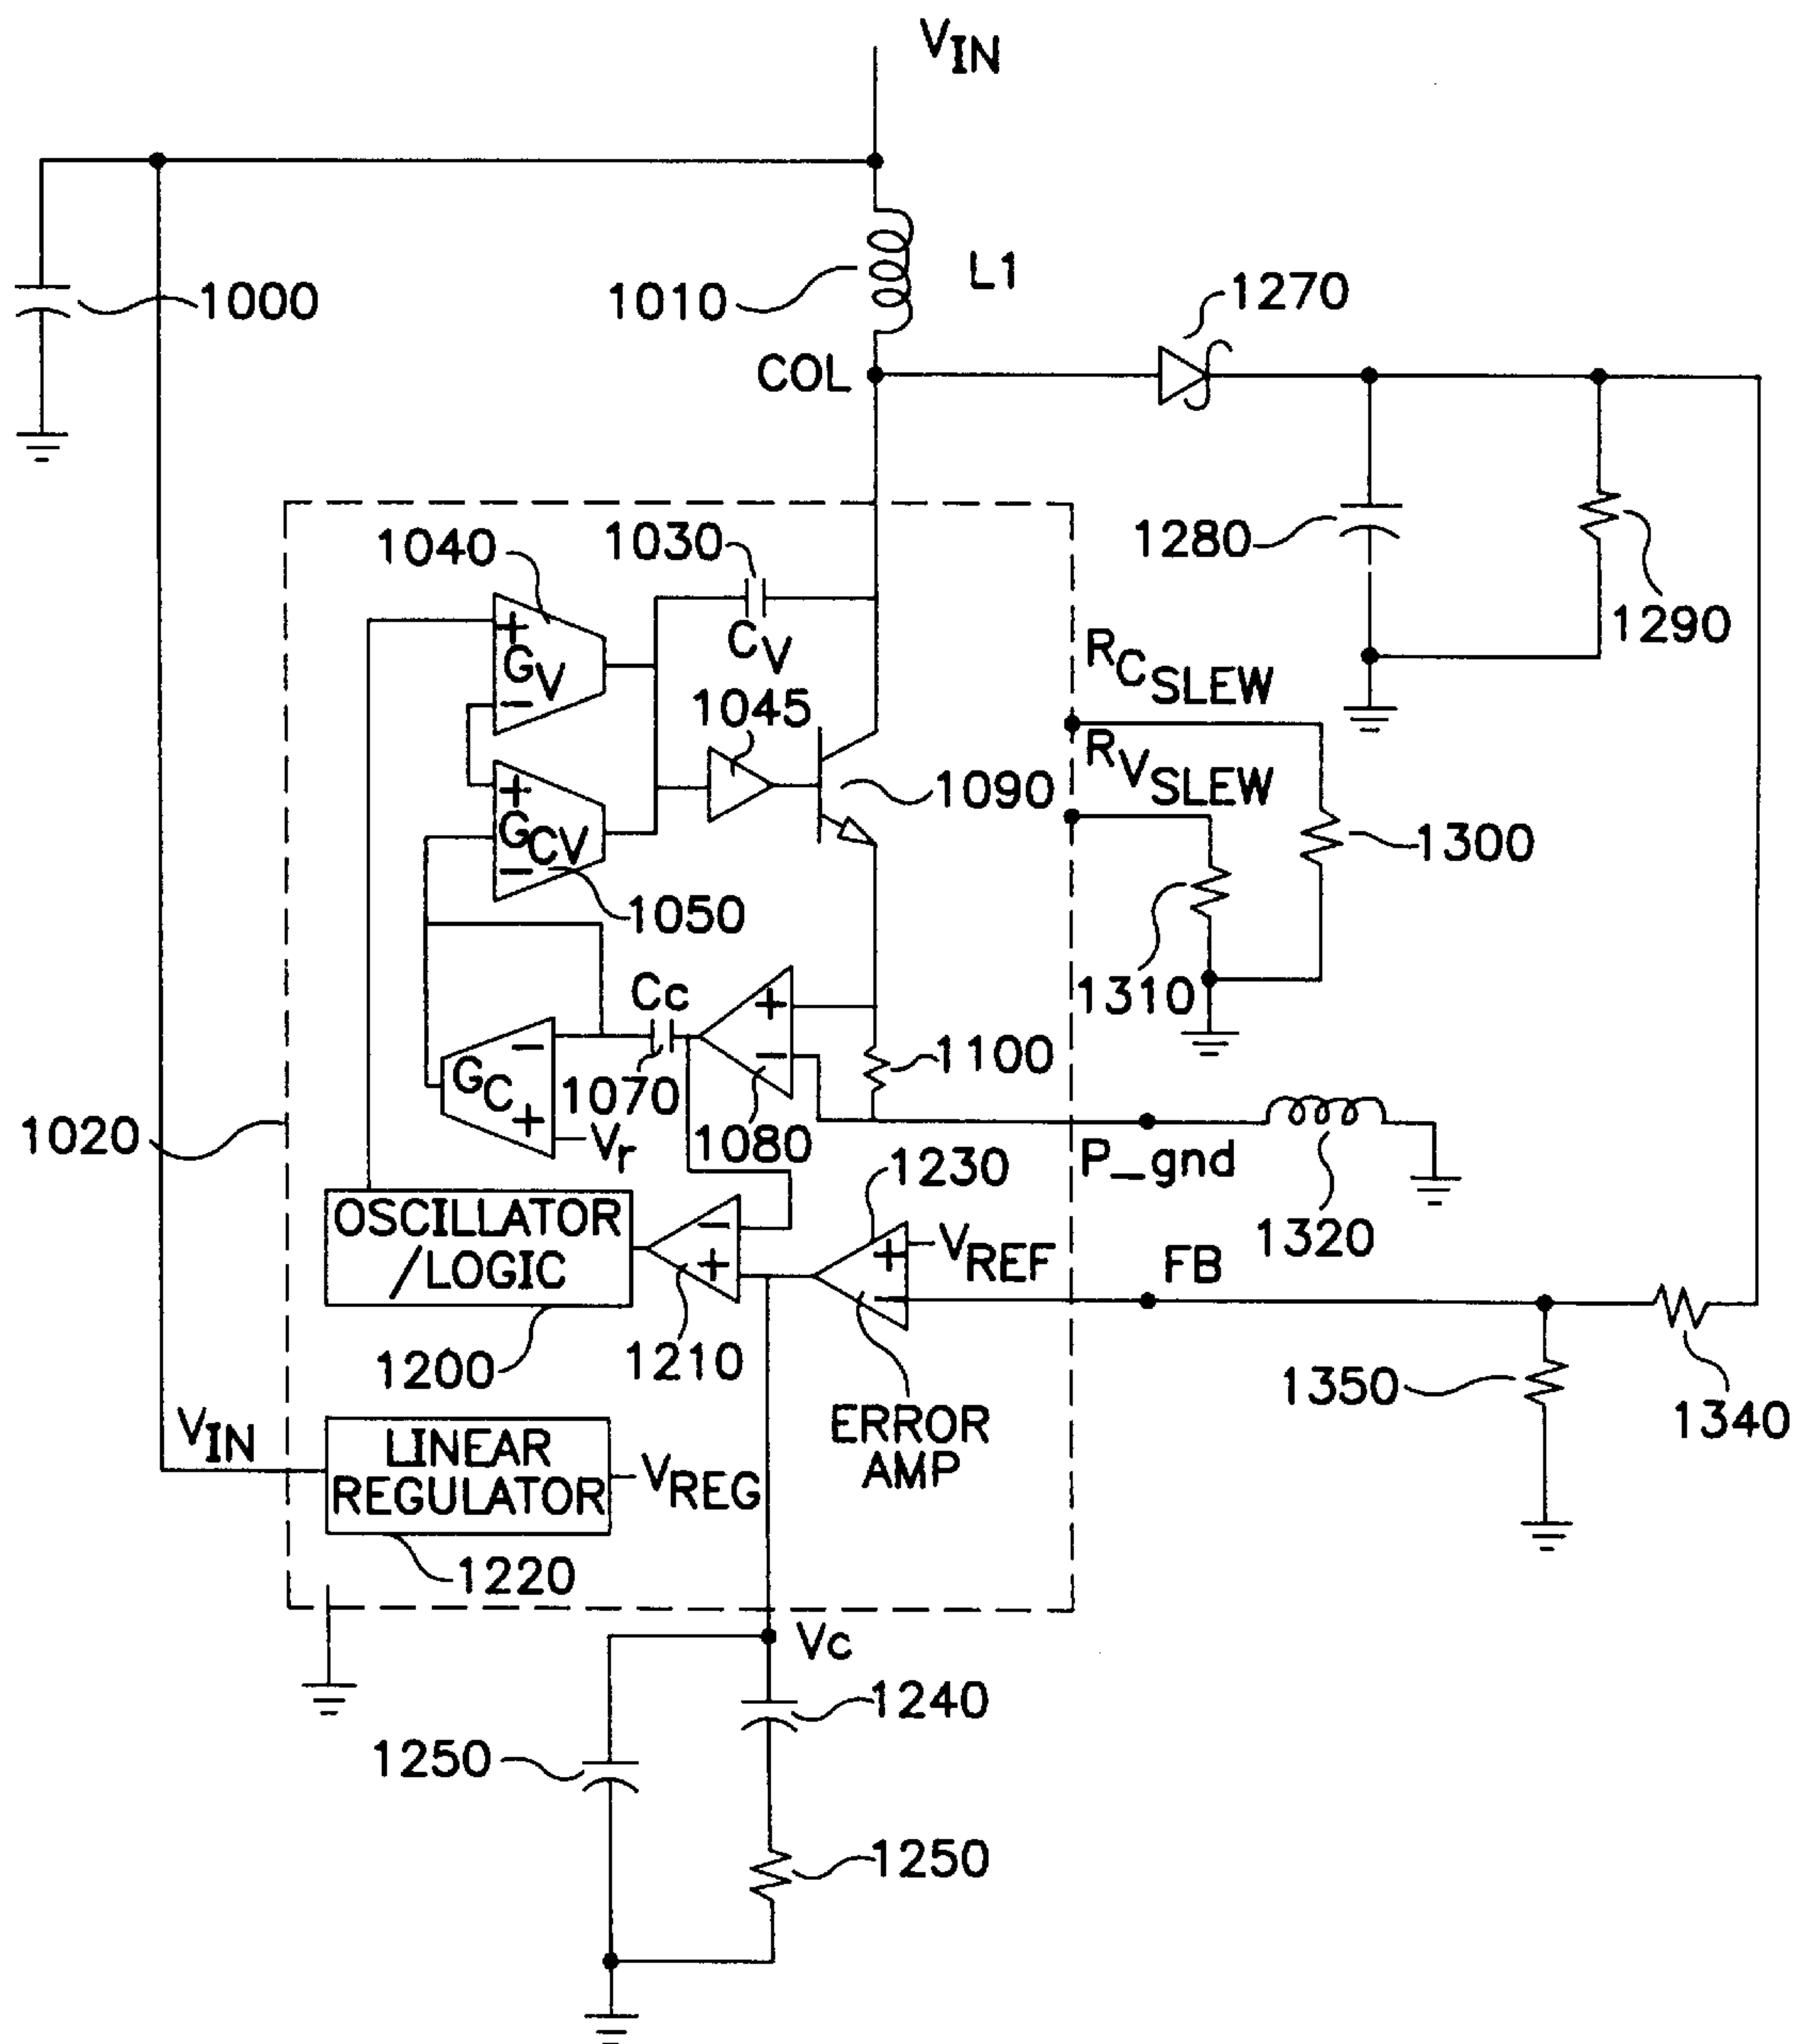 VIN
1000
1010
L1
1270
COL
1040
1030
1280
1290
+
GV
−
CV
RCSLEW
1045
RVSLEW
1090
+
GCV
−
1300
1050
1310
Cc
+
−
1100
GC
−
+
1070
Vr
1080
1020
P_gnd
1230
1320
OSCILLATOR
/LOGIC
−
+
+
−
VREF
FB
1200
1210
1350
1340
ERROR
AMP
VIN
LINEAR
REGULATOR
VREG
1220
Vc
1240
1250
1250